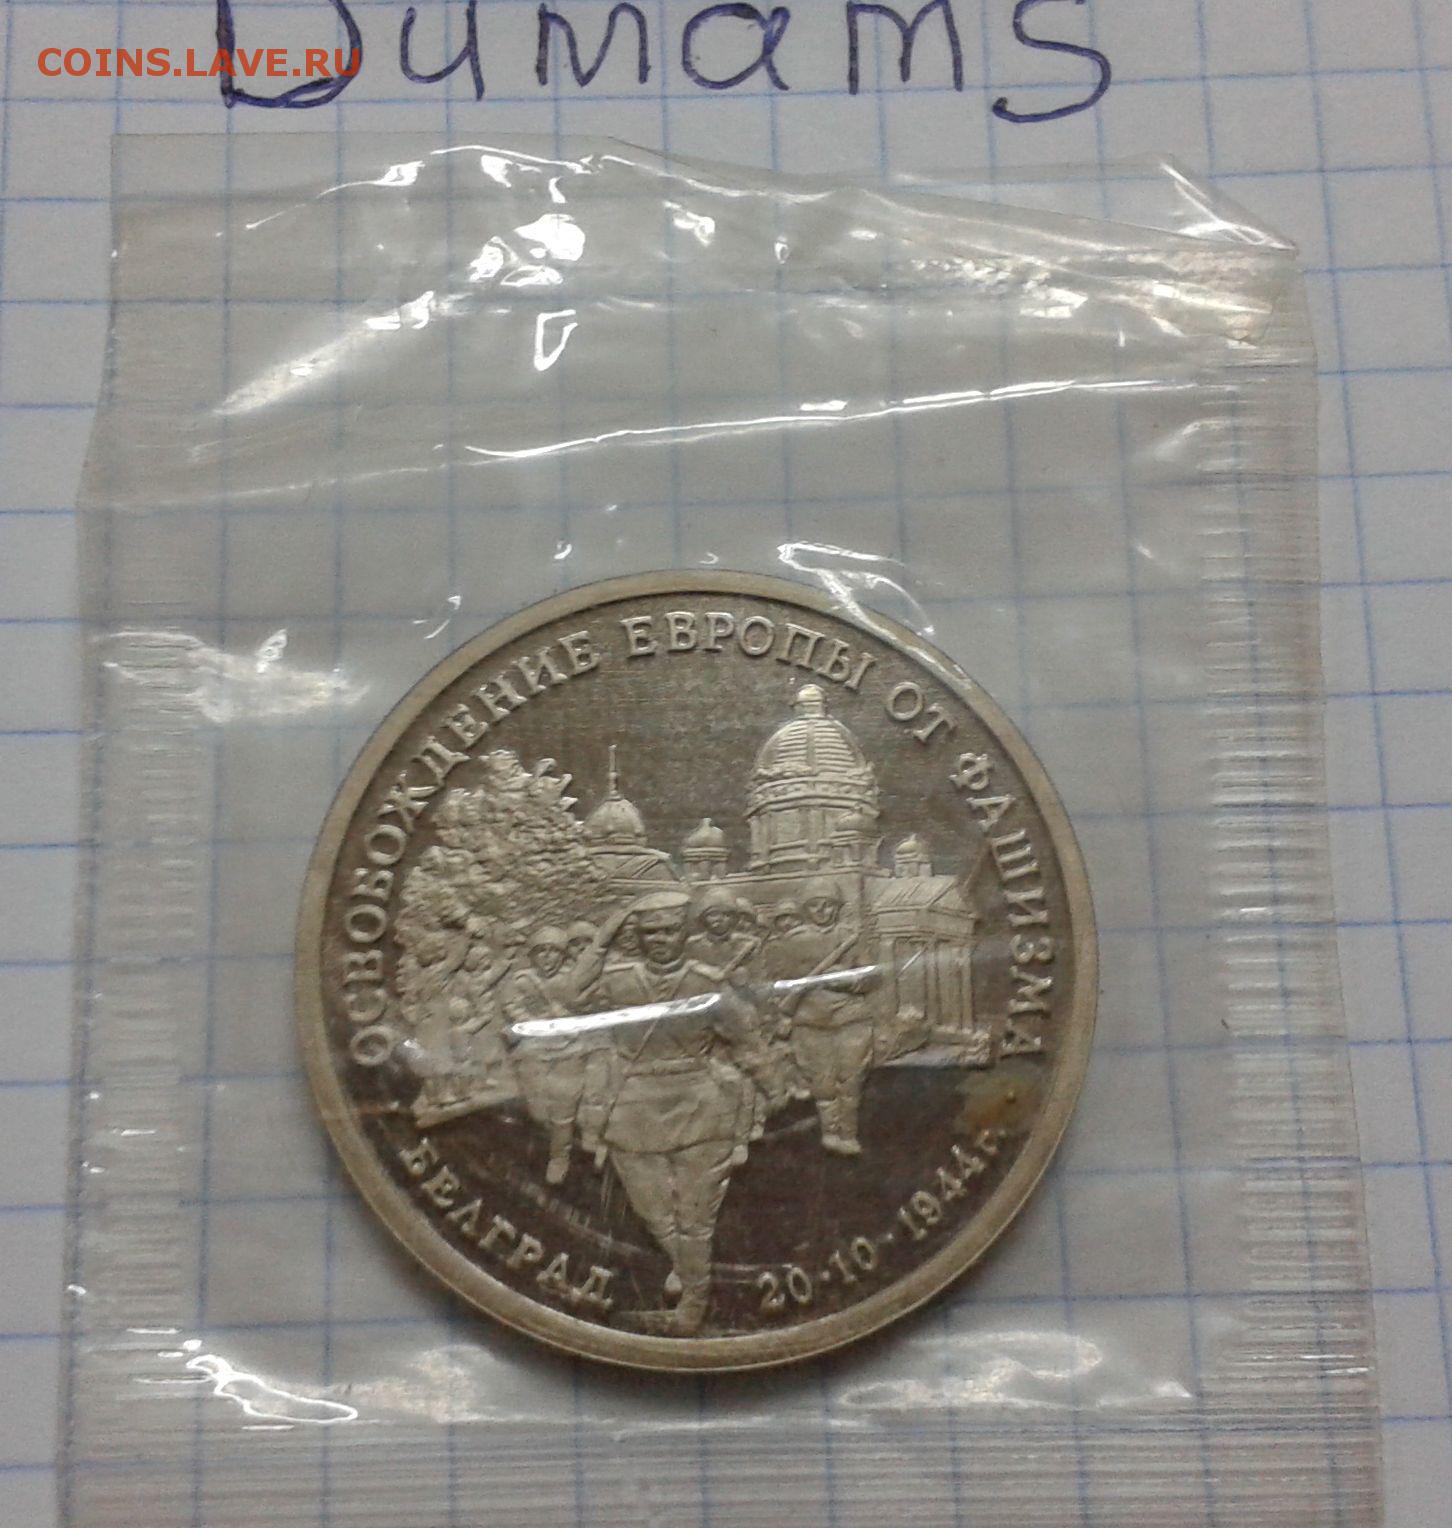 Dumams
COINS.LAVE.RU
ОСВОБОЖДЕНИЕ ЕВРОПЫ ОТ ФАШИЗМА
БЕЛГРАД 20·10·1944г.